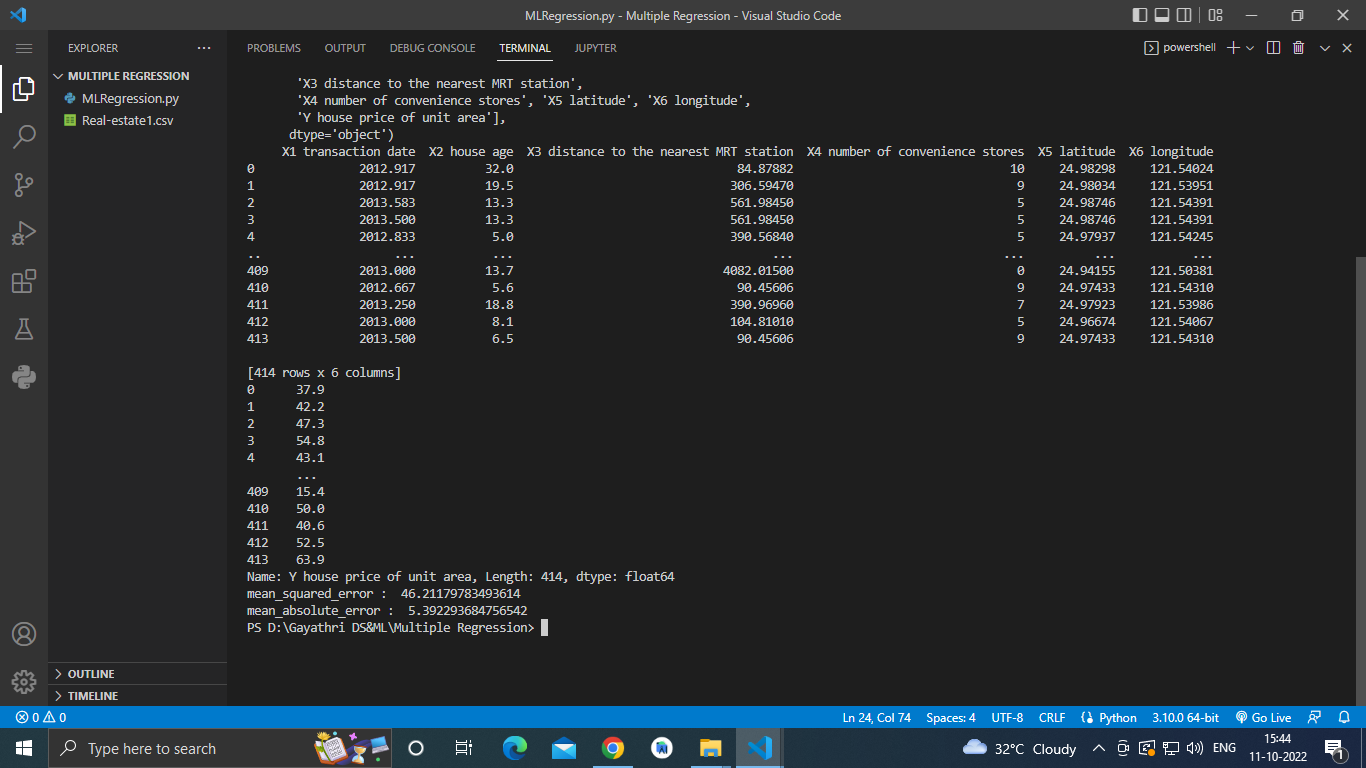 MLRegression.py - Multiple Regression - Visual Studio Code
EXPLORER
MULTIPLE REGRESSION
MLRegression.py
Real-estate1.csv
OUTLINE
TIMELINE
PROBLEMS OUTPUT DEBUG CONSOLE TERMINAL JUPYTER
powershell
'X3 distance to the nearest MRT station',
'X4 number of convenience stores', 'X5 latitude', 'X6 longitude',
'Y house price of unit area'],
dtype='object')
X1 transaction date X2 house age X3 distance to the nearest MRT station X4 number of convenience stores X5 latitude X6 longitude
0 2012.917 32.0 84.87882 10 24.98298 121.54024
1 2012.917 19.5 306.59470 9 24.98034 121.53951
2 2013.583 13.3 561.98450 5 24.98746 121.54391
3 2013.500 13.3 561.98450 5 24.98746 121.54391
4 2012.833 5.0 390.56840 5 24.97937 121.54245
.. ... ... ... ... ... ...
409 2013.000 13.7 4082.01500 0 24.94155 121.50381
410 2012.667 5.6 90.45606 9 24.97433 121.54310
411 2013.250 18.8 390.96960 7 24.97923 121.53986
412 2013.000 8.1 104.81010 5 24.96674 121.54067
413 2013.500 6.5 90.45606 9 24.97433 121.54310
[414 rows x 6 columns]
0 37.9
1 42.2
2 47.3
3 54.8
4 43.1
...
409 15.4
410 50.0
411 40.6
412 52.5
413 63.9
Name: Y house price of unit area, Length: 414, dtype: float64
mean_squared_error : 46.21179783493614
mean_absolute_error : 5.392293684756542
PS D:\Gayathri DS&ML\Multiple Regression>
0 0 Ln 24, Col 74 Spaces: 4 UTF-8 CRLF Python 3.10.0 64-bit Go Live
Type here to search
32°C Cloudy ENG
15:44
11-10-2022
1